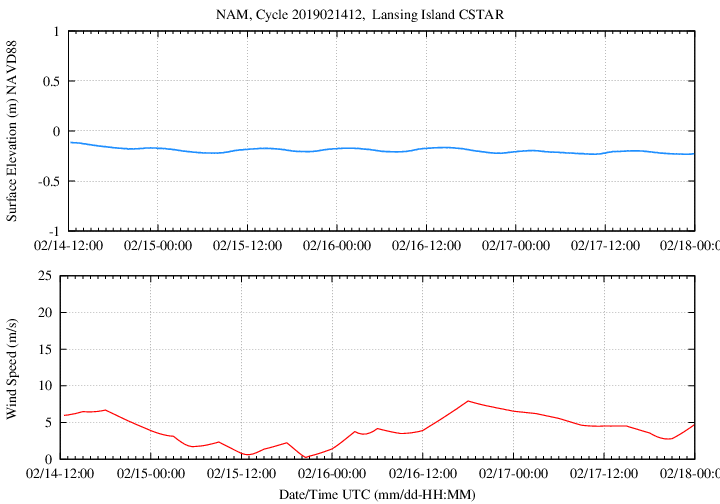 NAM, Cycle 2019021412,  Lansing Island CSTAR
Surface Elevation (m) NAVD88
1
0.5
0
-0.5
-1
02/14-12:00 02/15-00:00 02/15-12:00 02/16-00:00 02/16-12:00 02/17-00:00 02/17-12:00 02/18-00:0
Wind Speed (m/s)
25
20
15
10
5
0
02/14-12:00 02/15-00:00 02/15-12:00 02/16-00:00 02/16-12:00 02/17-00:00 02/17-12:00 02/18-00:0
Date/Time UTC (mm/dd-HH:MM)